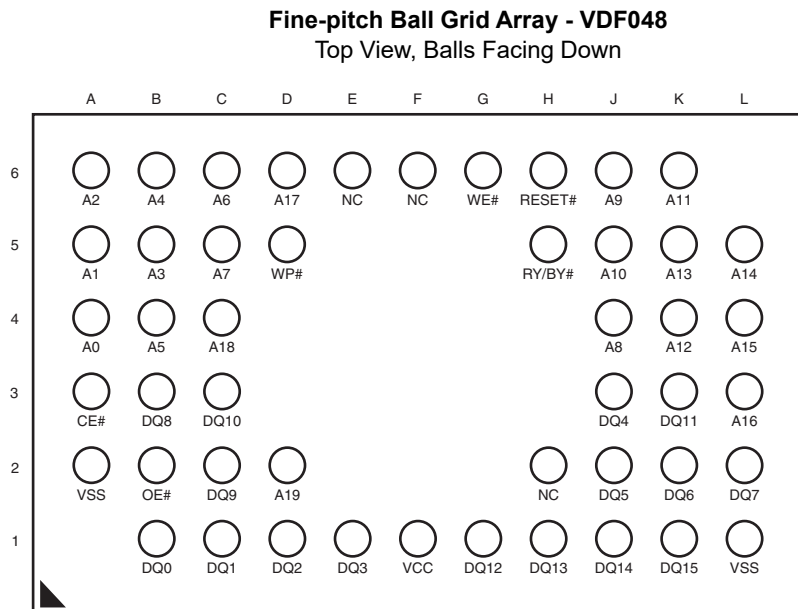 Fine-pitch Ball Grid Array - VDF048
Top View, Balls Facing Down
A B C D E F G H J K L
6
A2 A4 A6 A17 NC NC WE# RESET# A9 A11
5
A1 A3 A7 WP# RY/BY# A10 A13 A14
4
A0 A5 A18 A8 A12 A15
3
CE# DQ8 DQ10 DQ4 DQ11 A16
2
VSS OE# DQ9 A19 NC DQ5 DQ6 DQ7
1
DQ0 DQ1 DQ2 DQ3 VCC DQ12 DQ13 DQ14 DQ15 VSS